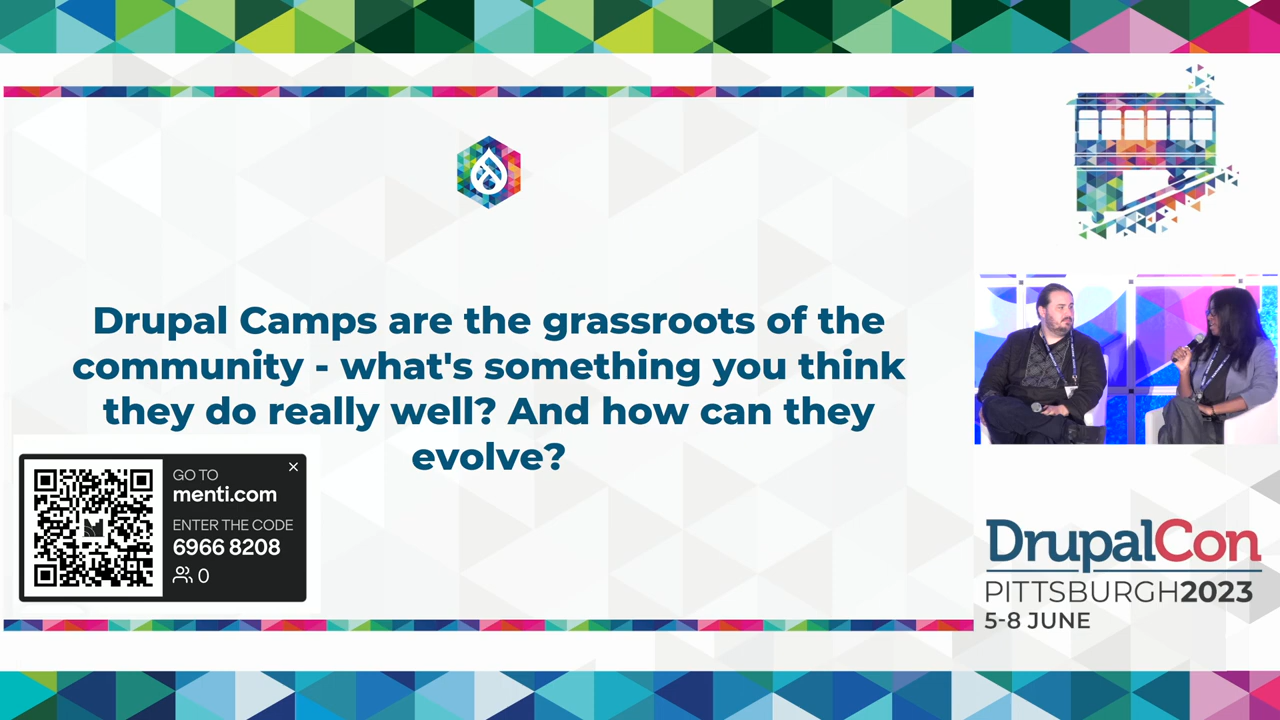 Drupal Camps are the grassroots of the
community - what's something you think
they do really well? And how can they
evolve?
GO TO
menti.com
ENTER THE CODE
6966 8208
0
DrupalCon
PITTSBURGH2023
5-8 JUNE